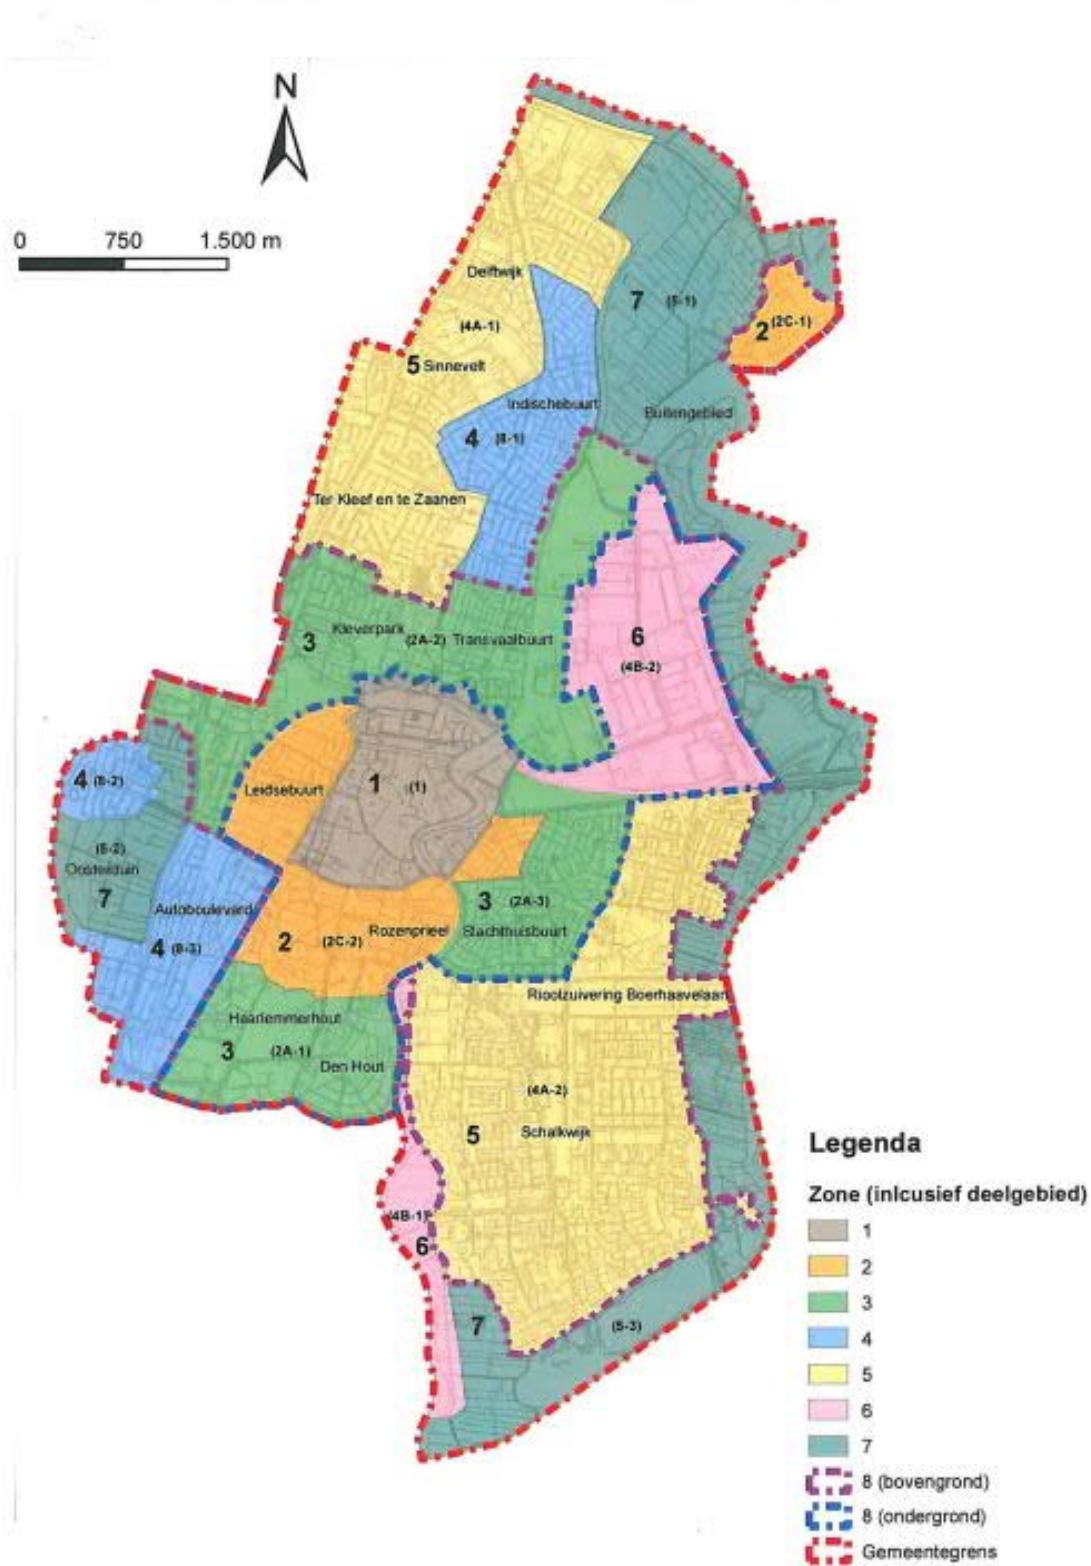 N
0 750 1.500 m
Delftwijk
7 (5-1)
2 (2C-1)
(4A-1)
5 Sinnevelt
Indischebuurt
Buitengebied
4 (8-1)
Ter Kleef en te Zaanen
3 Kleverpark (2A-2) Transvaalbuurt
6
(4B-2)
4 (8-2)
Leidsebuurt
1 (1)
(5-2)
Oosterduin
7
Autoboulevard
3 (2A-3)
4 (8-3)
2 (2C-2) Rozenprieel
Slachthuisbuurt
Rioolzuivering Boerhaavelaan
Haarlemmerhout
3 (2A-1)
Den Hout
(4A-2)
5 Schalkwijk
(4B-1)
6
7
(5-3)
Legenda
Zone (inlcusief deelgebied)
1
2
3
4
5
6
7
8 (bovengrond)
8 (ondergrond)
Gemeentegrens